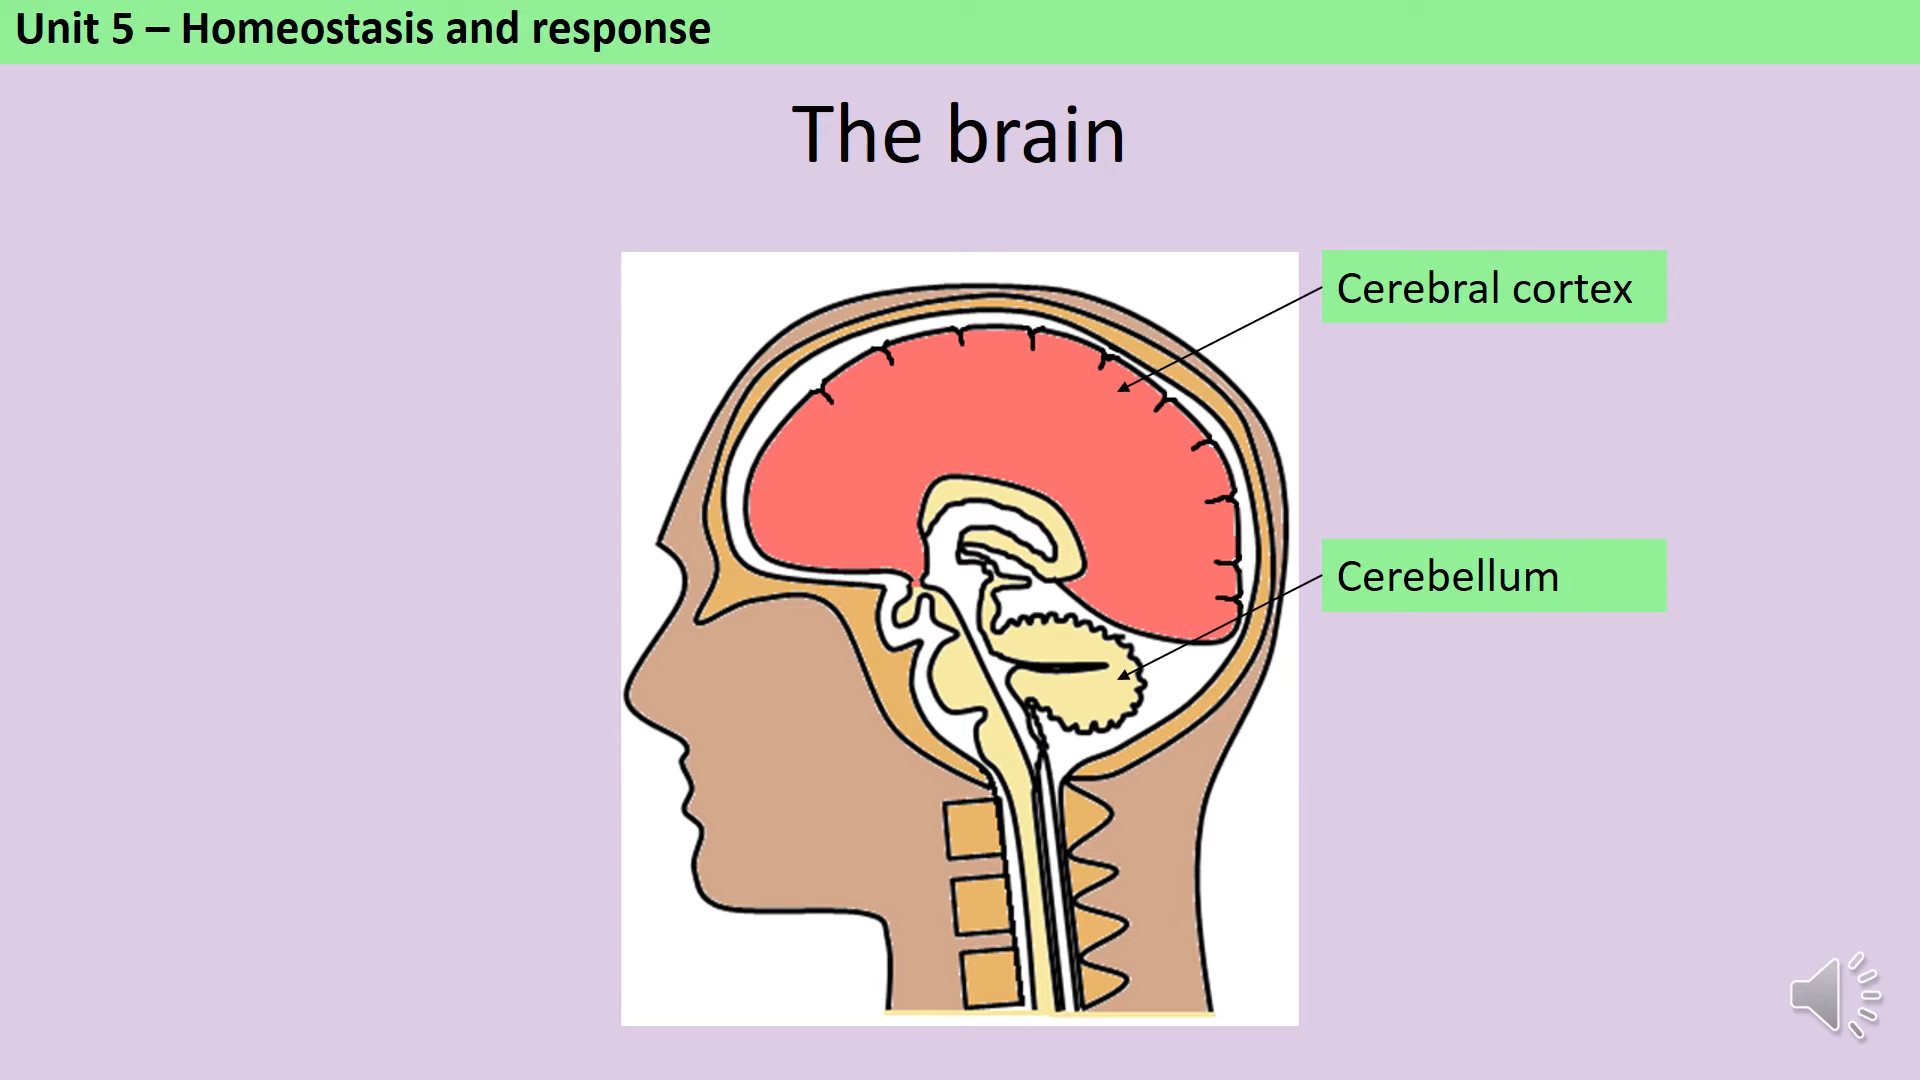 Unit 5 – Homeostasis and response
The brain
Cerebral cortex
Cerebellum